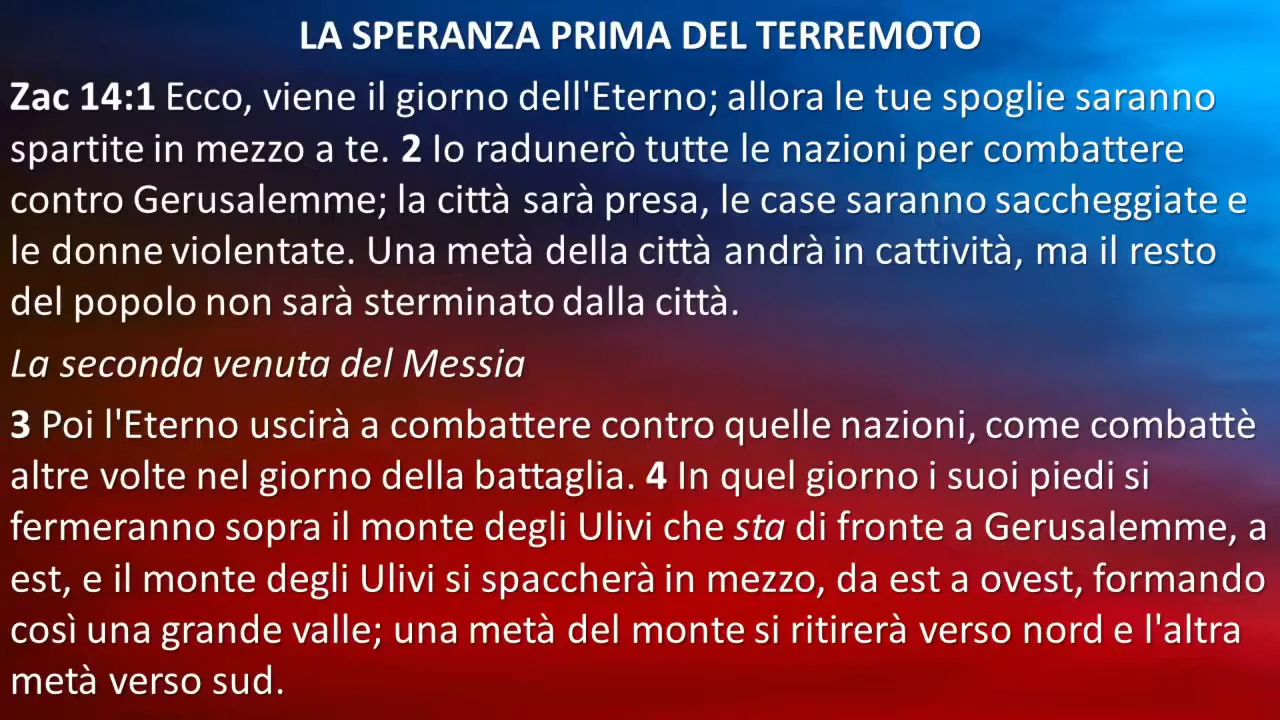 LA SPERANZA PRIMA DEL TERREMOTO
Zac 14:1 Ecco, viene il giorno dell'Eterno; allora le tue spoglie saranno
spartite in mezzo a te. 2 Io radunerò tutte le nazioni per combattere
contro Gerusalemme; la città sarà presa, le case saranno saccheggiate e
le donne violentate. Una metà della città andrà in cattività, ma il resto
del popolo non sarà sterminato dalla città.
La seconda venuta del Messia
3 Poi l'Eterno uscirà a combattere contro quelle nazioni, come combattè
altre volte nel giorno della battaglia. 4 In quel giorno i suoi piedi si
fermeranno sopra il monte degli Ulivi che sta di fronte a Gerusalemme, a
est, e il monte degli Ulivi si spaccherà in mezzo, da est a ovest, formando
così una grande valle; una metà del monte si ritirerà verso nord e l'altra
metà verso sud.